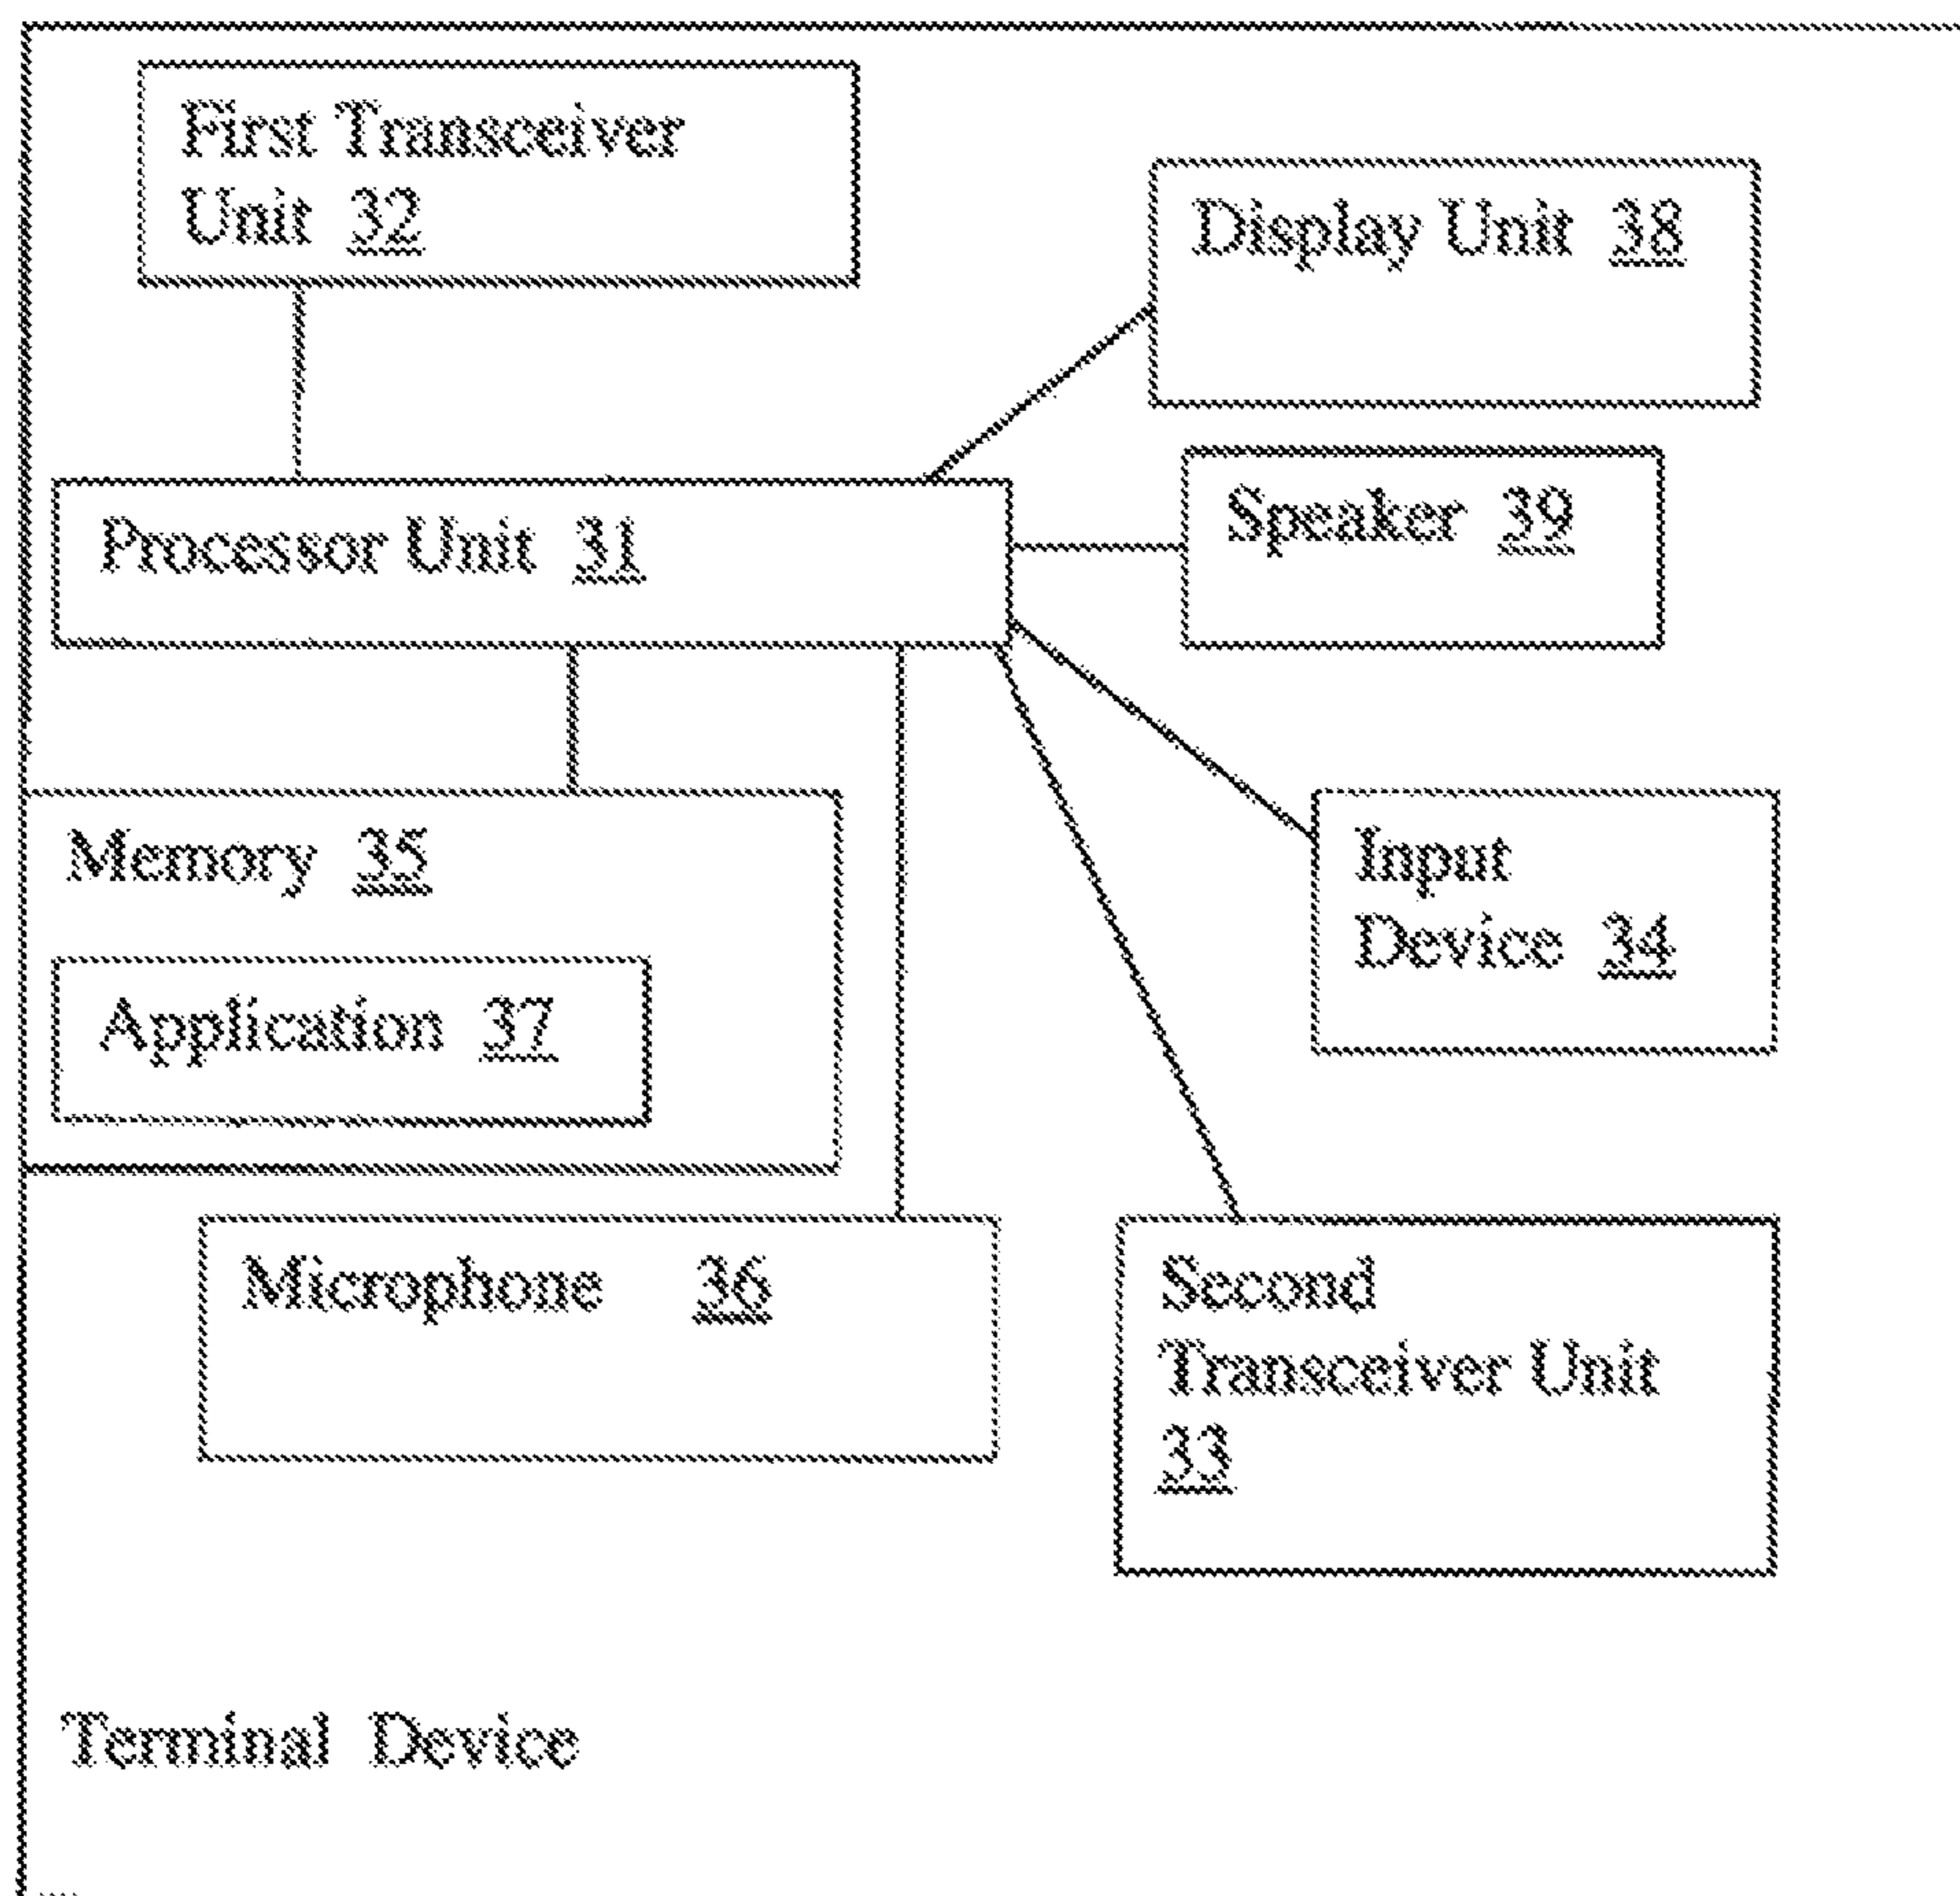 First Transceiver
Unit 32
Display Unit 38
Speaker 39
Processor Unit 31
Memory 35
Input
Device 34
Application 37
Microphone 36
Second
Transceiver Unit
33
Terminal Device